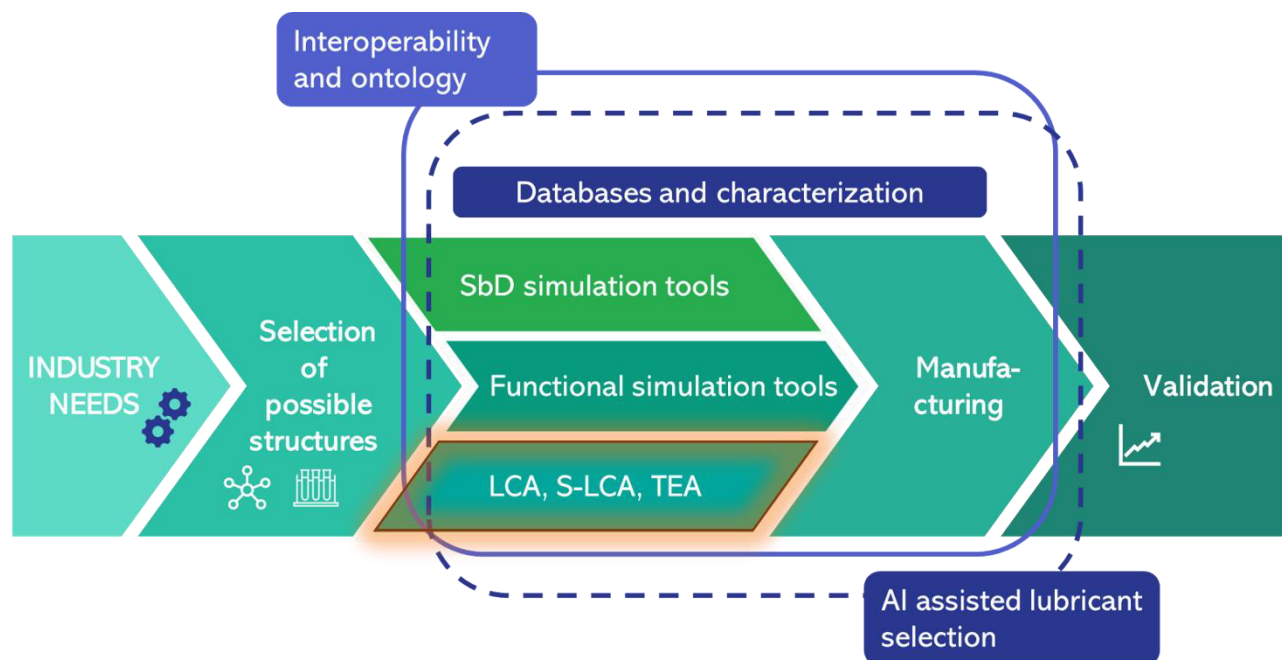 Interoperability
and ontology
Databases and characterization
SbD simulation tools
INDUSTRY
NEEDS
Selection
of
possible
structures
Functional simulation tools
Manufa-
cturing
Validation
LCA, S-LCA, TEA
AI assisted lubricant
selection